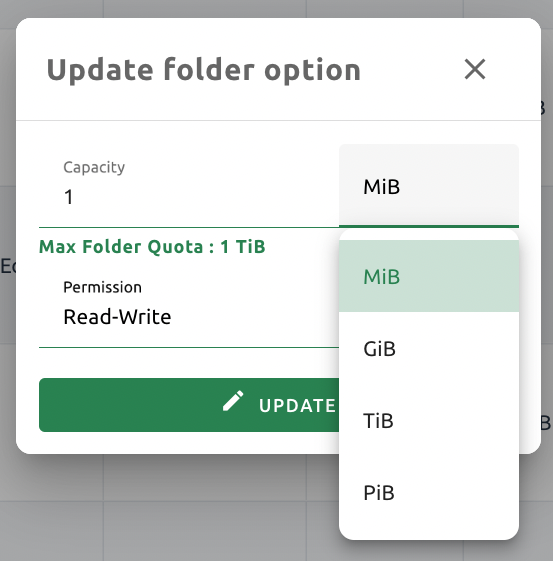 Update folder option
Capacity
1
MiB
Max Folder Quota : 1 TiB
Permission
Read-Write
UPDATE
MiB
GiB
TiB
PiB